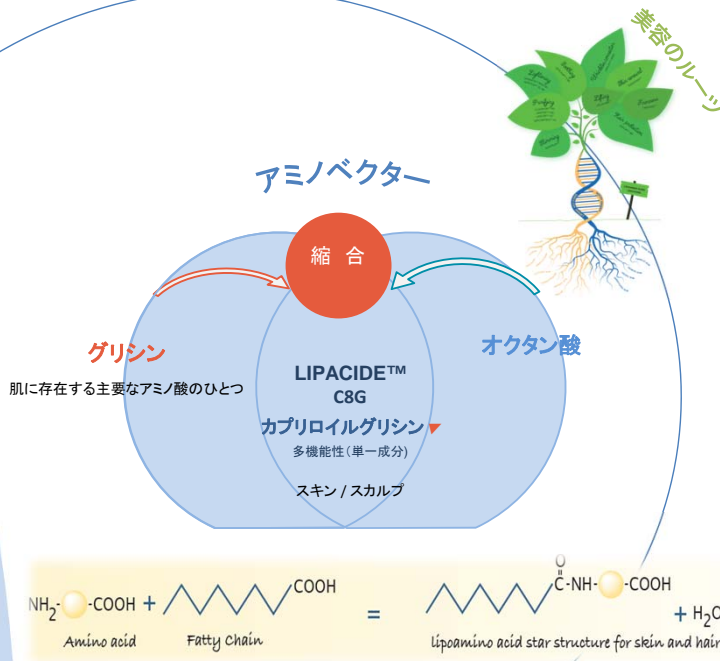 美容のルーツ
アミノベクター
縮 合
グリシン
肌に存在する主要なアミノ酸のひとつ
オクタン酸
LIPACIDE™
C8G
カプリロイルグリシン
多機能性(単一成分)
スキン / スカルプ
NH2- -COOH + COOH = O C-NH- -COOH + H2O
Amino acid Fatty Chain lipoamino acid star structure for skin and hair